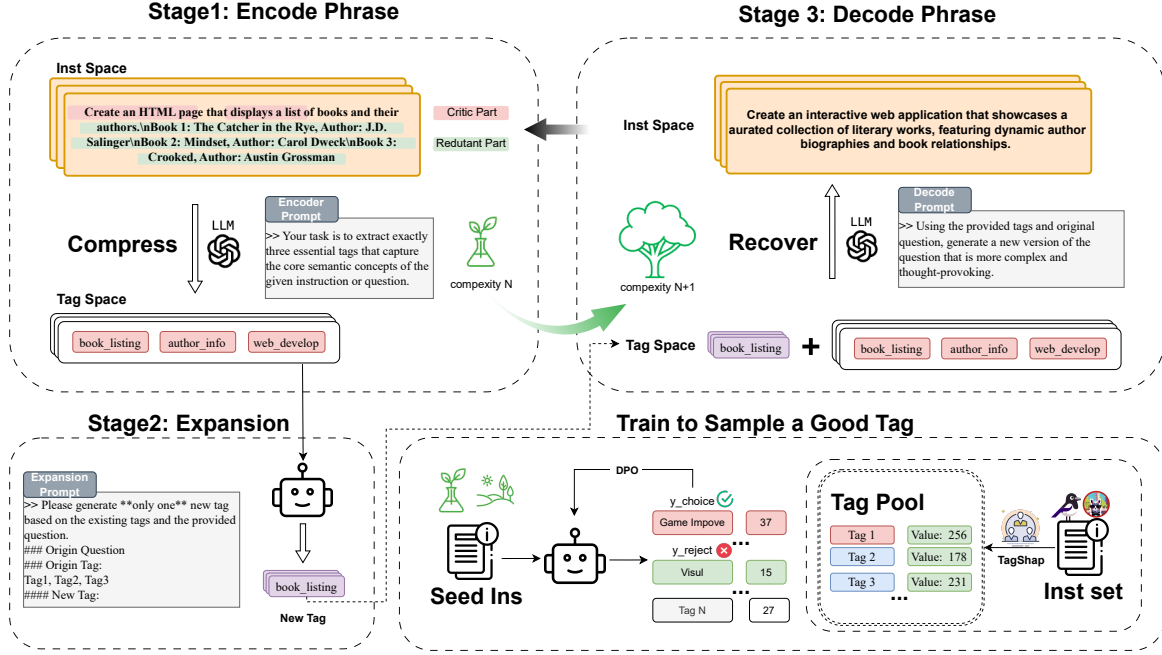 Stage1: Encode Phrase
Inst Space
Create an HTML page that displays a list of books and their
authors.\nBook 1: The Catcher in the Rye, Author: J.D.
Salinger\nBook 2: Mindset, Author: Carol Dweck\nBook 3:
Crooked, Author: Austin Grossman
Critic Part
Redutant Part
Compress
LLM
Encoder
Prompt
>> Your task is to extract exactly
three essential tags that capture
the core semantic concepts of the
given instruction or question.
compexity N
Tag Space
book_listing
author_info
web_develop
Stage 3: Decode Phrase
Inst Space
Create an interactive web application that showcases a
aurated collection of literary works, featuring dynamic author
biographies and book relationships.
compexity N+1
Recover
LLM
Decode
Prompt
>> Using the provided tags and original
question, generate a new version of the
question that is more complex and
thought-provoking.
Tag Space
book_listing
+
book_listing
author_info
web_develop
Stage2: Expansion
Expansion
Prompt
>> Please generate **only one** new tag
based on the existing tags and the provided
question.
### Origin Question
### Origin Tag:
Tag1, Tag2, Tag3
#### New Tag:
book_listing
New Tag
Train to Sample a Good Tag
Seed Ins
DPO
y_choice
Game Impove
37
...
y_reject
Visul
15
...
Tag N
27
Tag Pool
Tag 1
Value: 256
Tag 2
Value: 178
Tag 3
Value: 231
...
TagShap
Inst set